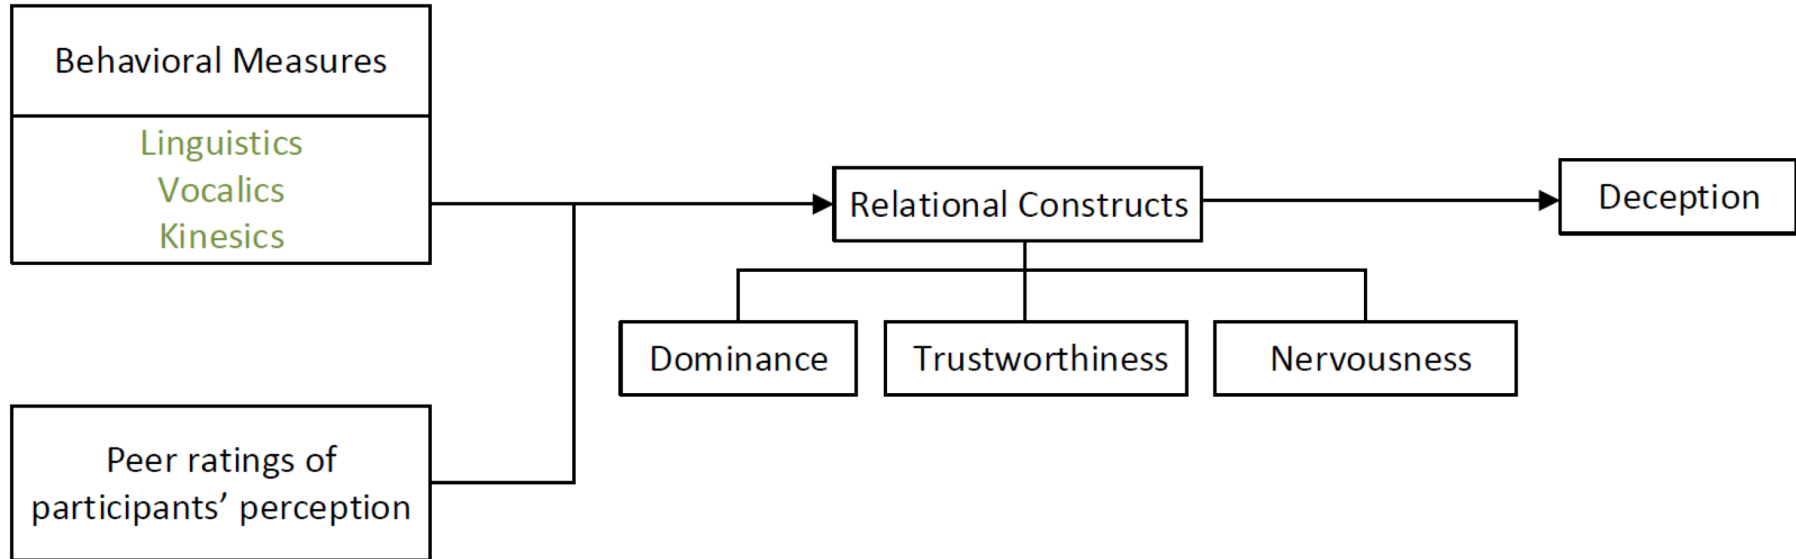 Behavioral Measures
Linguistics
Vocalics
Kinesics
Relational Constructs
Deception
Dominance
Trustworthiness
Nervousness
Peer ratings of
participants’ perception